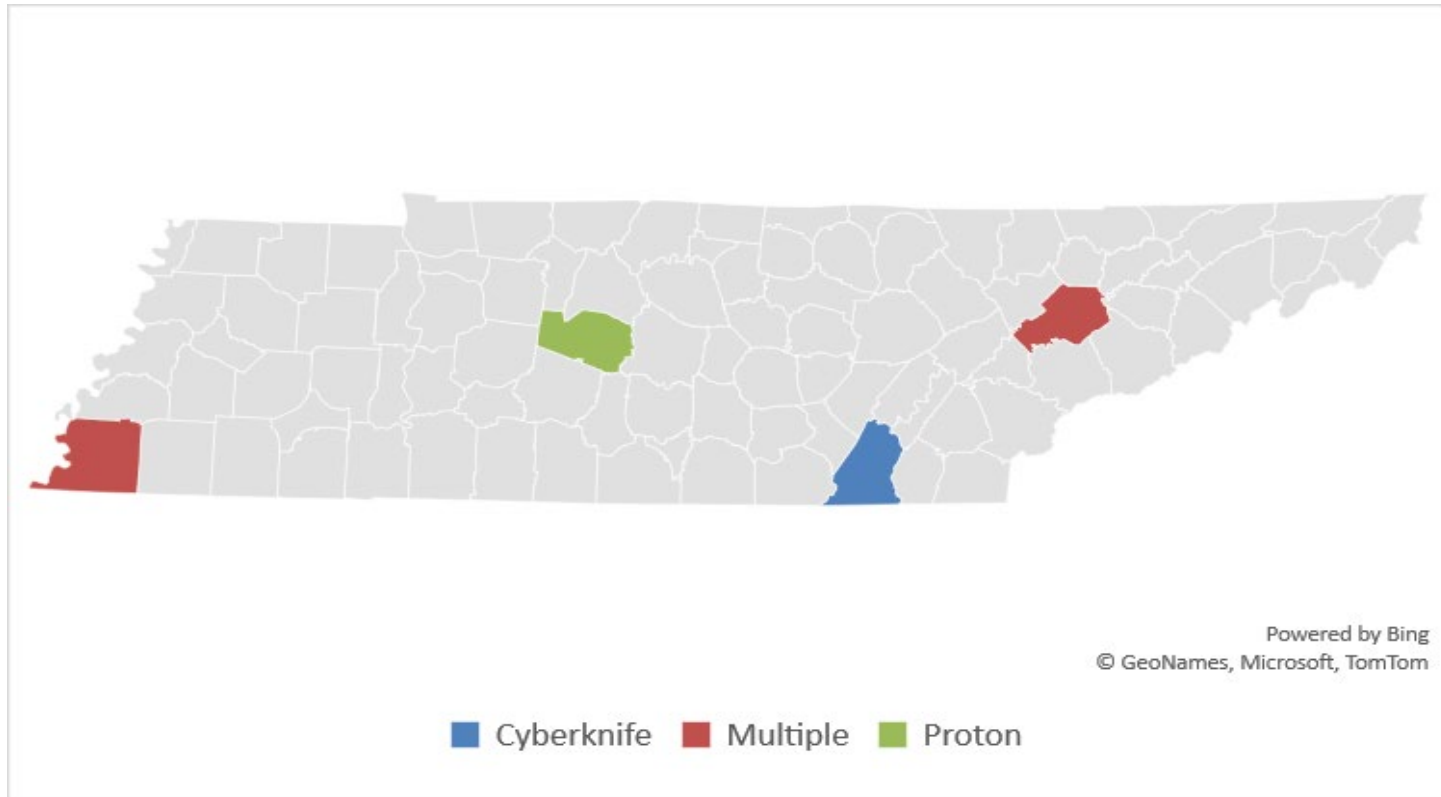 Powered by Bing
© GeoNames, Microsoft, TomTom
Cyberknife Multiple Proton